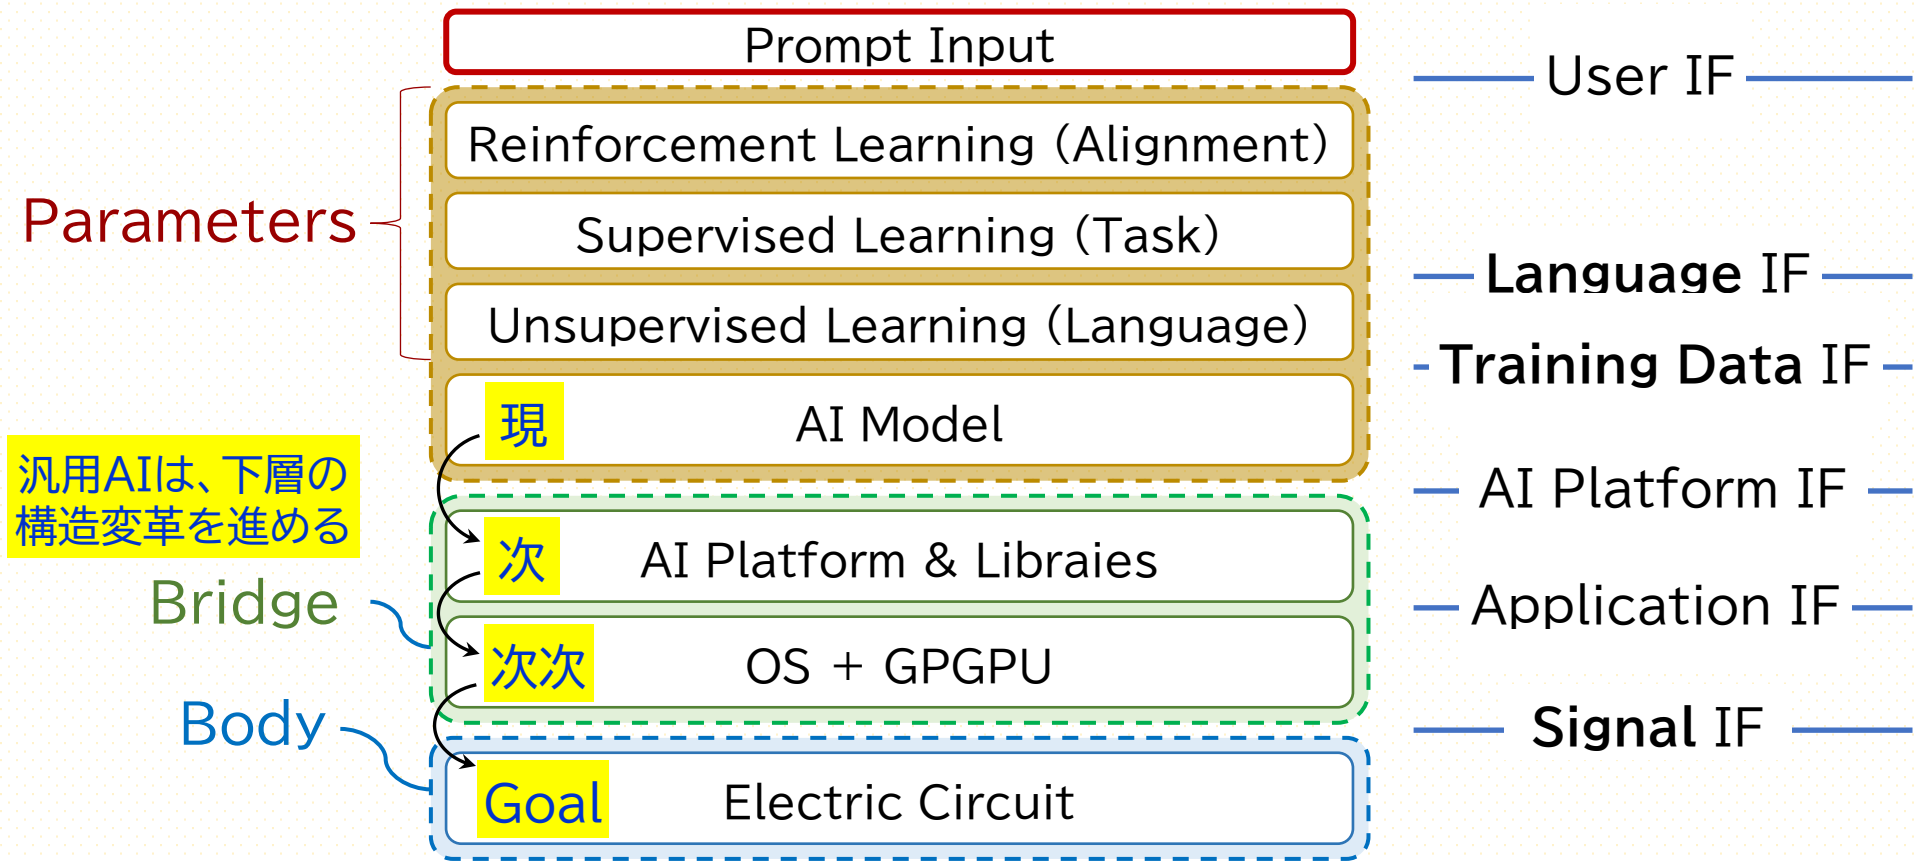 Prompt Input
User IF
Reinforcement Learning (Alignment)
Parameters
Supervised Learning (Task)
Language IF
Unsupervised Learning (Language)
Training Data IF
現
AI Model
汎用AIは、下層の
構造変革を進める
AI Platform IF
次
AI Platform & Libraies
Bridge
Application IF
次次
OS + GPGPU
Body
Signal IF
Goal
Electric Circuit